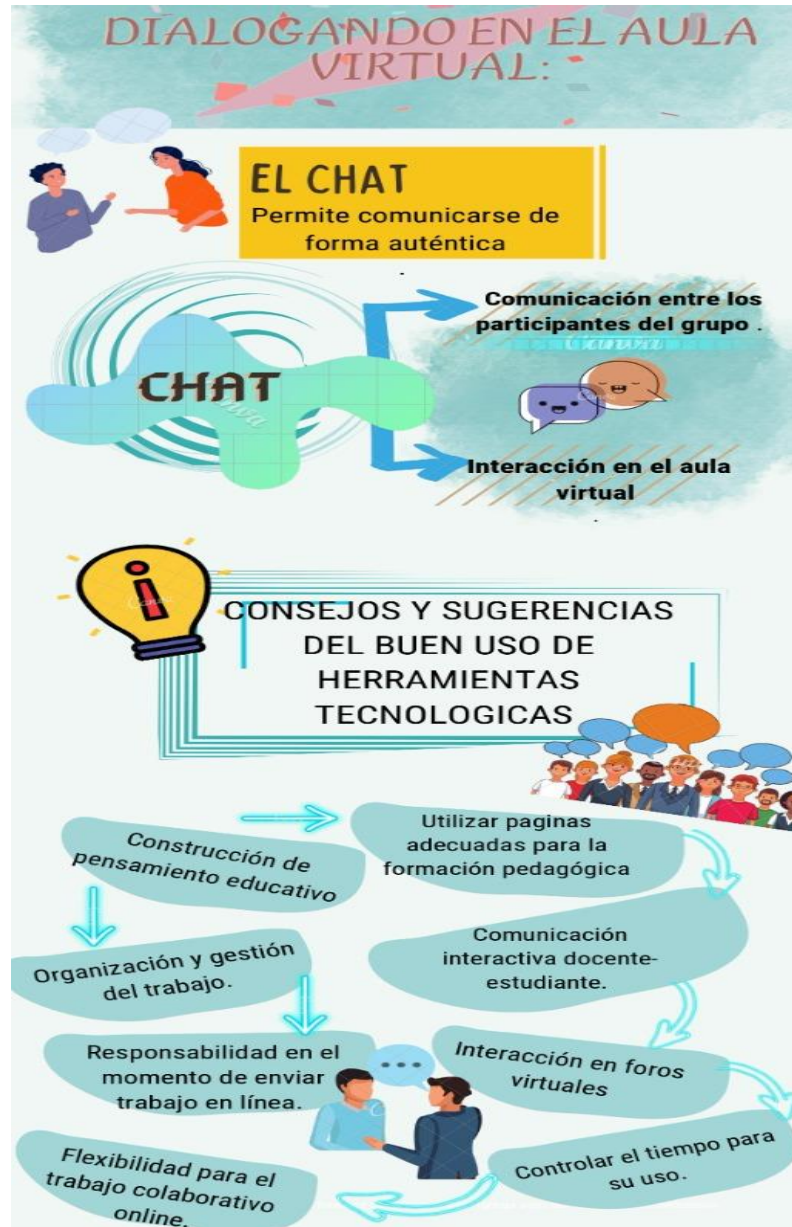 DIALOGANDO EN EL AULA
VIRTUAL:
EL CHAT
Permite comunicarse de
forma auténtica
.
CHAT
Comunicación entre los
participantes del grupo .
Interacción en el aula
virtual
.
CONSEJOS Y SUGERENCIAS
DEL BUEN USO DE
HERRAMIENTAS
TECNOLOGICAS
Construcción de
pensamiento educativo
Utilizar paginas
adecuadas para la
formación pedagógica
Organización y gestión
del trabajo.
Comunicación
interactiva docente-
estudiante.
Responsabilidad en el
momento de enviar
trabajo en línea.
Interacción en foros
virtuales
Flexibilidad para el
trabajo colaborativo
online.
Controlar el tiempo para
su uso.